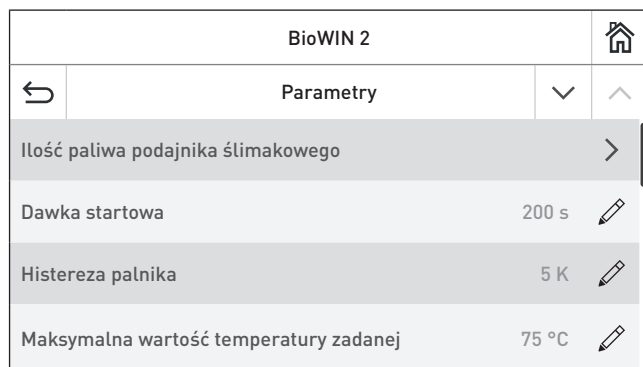 BioWIN 2
Parametry
Ilość paliwa podajnika ślimakowego
Dawka startowa 200 s
Histereza palnika 5 K
Maksymalna wartość temperatury zadanej 75 °C